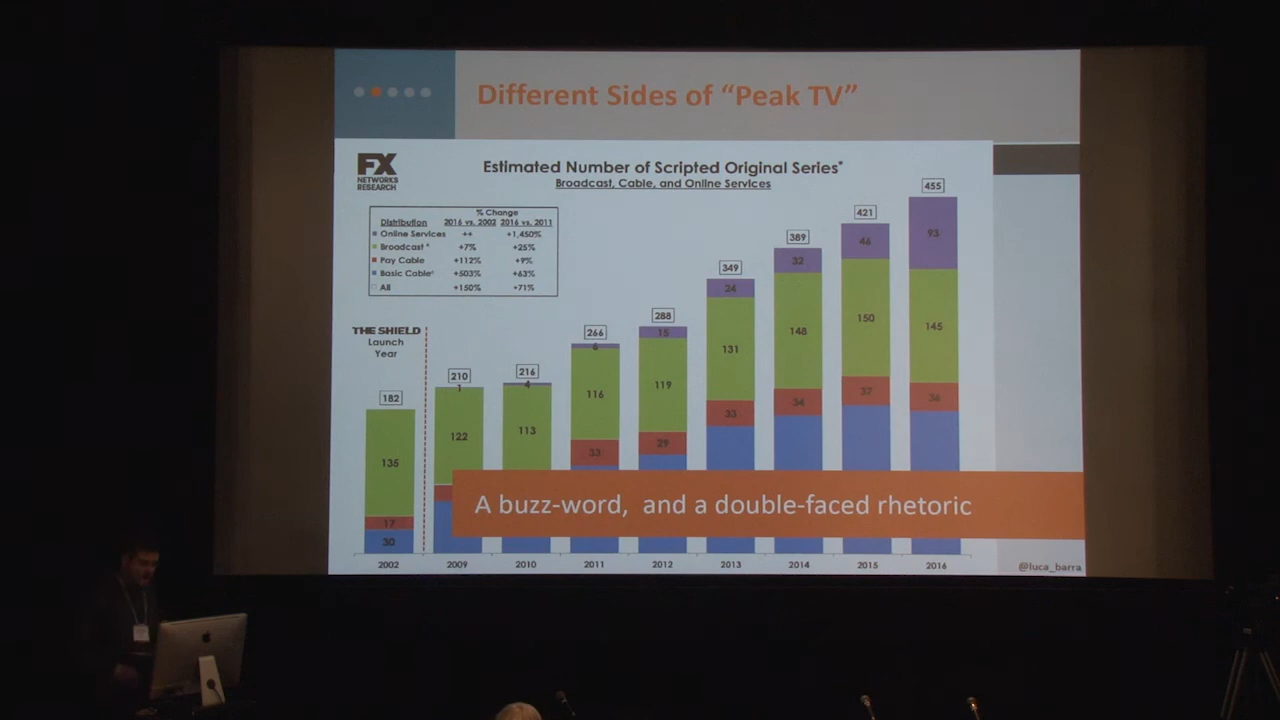 Different Sides of “Peak TV”
FX
NETWORKS
RESEARCH
Estimated Number of Scripted Original Series*
Broadcast, Cable, and Online Services
% Change
Distribution 2016 vs. 2002 2016 vs. 2011
Online Services ++ +1,450%
Broadcast ^ +7% +25%
Pay Cable +112% +9%
Basic Cable +503% +63%
All +150% +71%
THE SHIELD
Launch
Year
182 210 216 266 288 349 389 421 455
1 4 6 15 24 32 46 93
135 122 113 116 119 131 148 150 145
17 33 29 33 34 37 36
30
A buzz-word, and a double-faced rhetoric
2002 2009 2010 2011 2012 2013 2014 2015 2016
@luca_barra